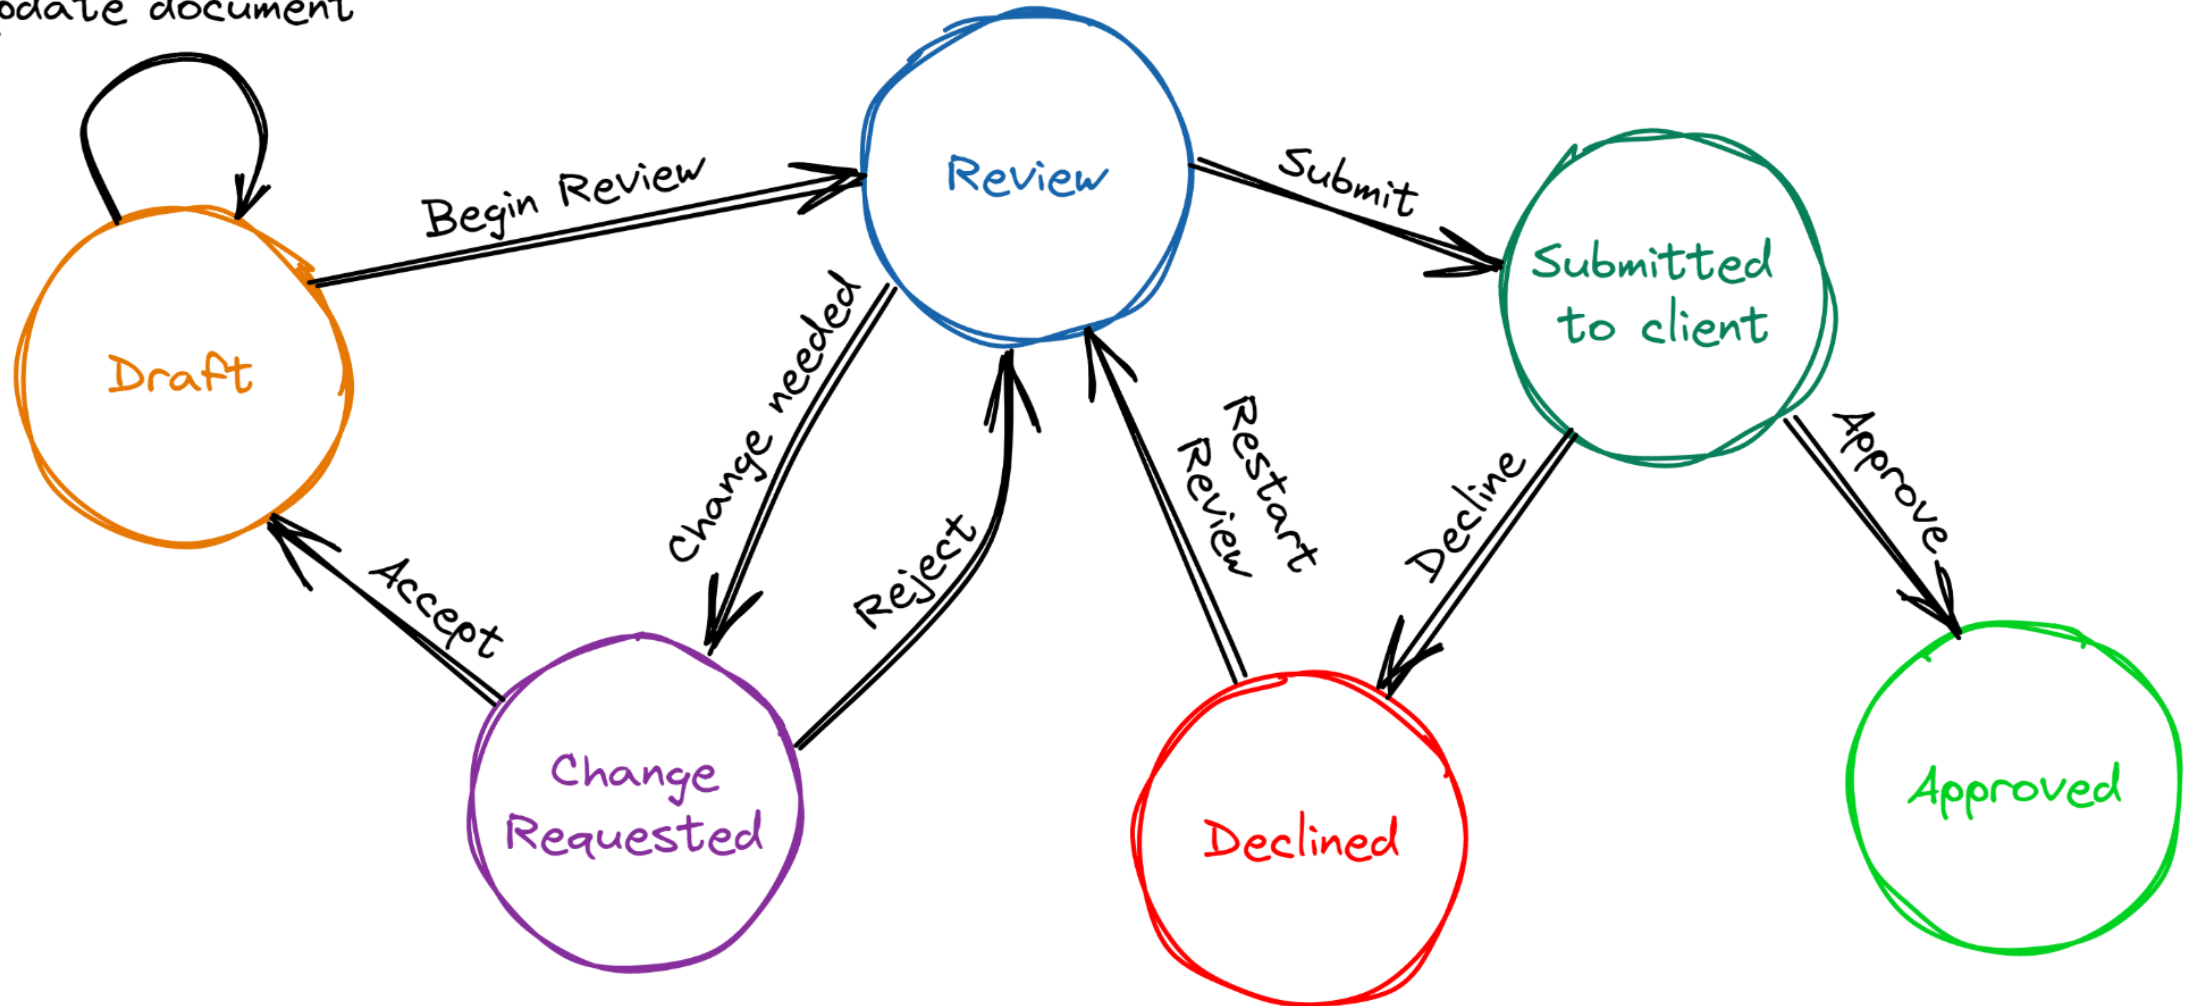 pdate document
Begin Review
Review
Submit
Submitted
to client
Draft
Change needed
Restart
Review
Approve
Decline
Reject
Accept
Change
Requested
Declined
Approved